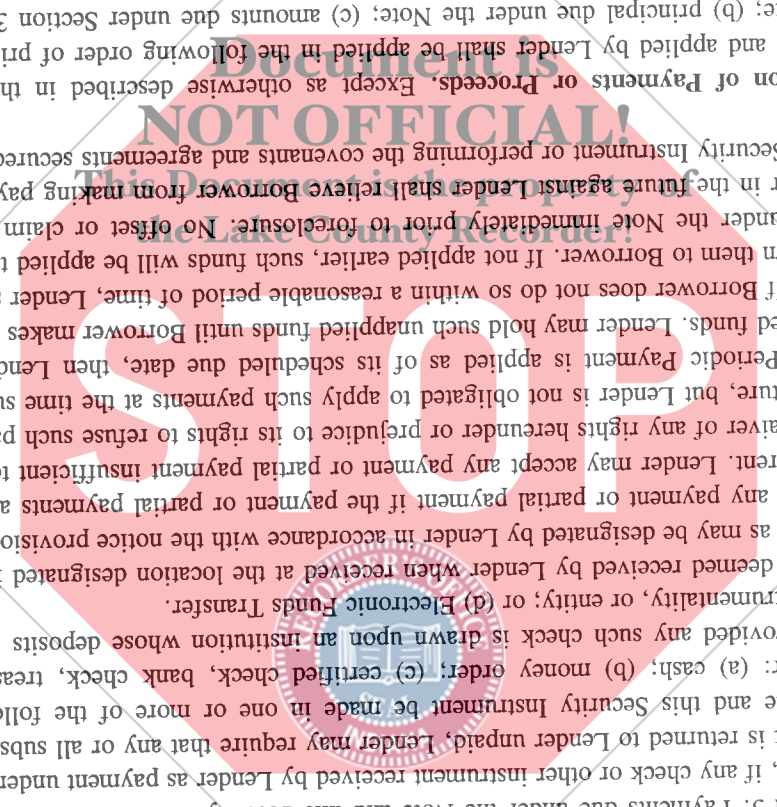 , if any check or other instrument received by Lender as payment under
t is returned to Lender unpaid, Lender may require that any or all subs
e and this Security Instrument be made in one or more of the follo
r: (a) cash; (b) money order; (c) certified check, bank check, treas
rovided any such check is drawn upon an institution whose deposits
trumentality, or entity; or (d) Electronic Funds Transfer.
deemed received by Lender when received at the location designated
as may be designated by Lender in accordance with the notice provisio
any payment or partial payment if the payment or partial payments a
rent. Lender may accept any payment or partial payment insufficient to
aiver of any rights hereunder or prejudice to its rights to refuse such pa
ture, but Lender is not obligated to apply such payments at the time su
Periodic Payment is applied as of its scheduled due date, then Lend
ed funds. Lender may hold such unapplied funds until Borrower makes
f Borrower does not do so within a reasonable period of time, Lender
n them to Borrower. If not applied earlier, such funds will be applied t
under the Note immediately prior to foreclosure. No offset or claim
r in the future against Lender shall relieve Borrower from making pay
Security Instrument or performing the covenants and agreements secured
on of Payments or Proceeds. Except as otherwise described in th
and applied by Lender shall be applied in the following order of pri
te; (b) principal due under the Note; (c) amounts due under Section 3
Document is
NOT OFFICIAL!
This Document is the property of
the Lake County Recorder!
STOP